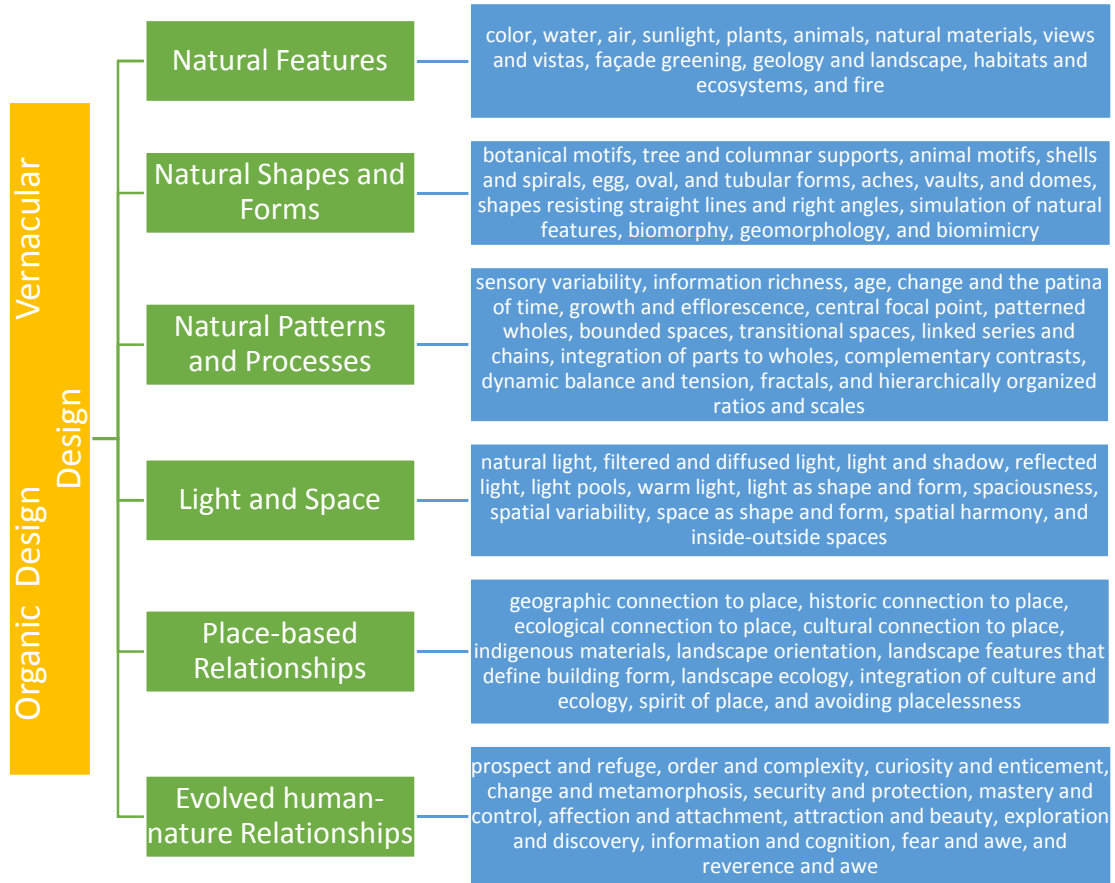 Organic Design
Vernacular
Design
Natural Features
color, water, air, sunlight, plants, animals, natural materials, views
and vistas, façade greening, geology and landscape, habitats and
ecosystems, and fire
Natural Shapes and
Forms
botanical motifs, tree and columnar supports, animal motifs, shells
and spirals, egg, oval, and tubular forms, aches, vaults, and domes,
shapes resisting straight lines and right angles, simulation of natural
features, biomorphy, geomorphology, and biomimicry
Natural Patterns
and Processes
sensory variability, information richness, age, change and the patina
of time, growth and efflorescence, central focal point, patterned
wholes, bounded spaces, transitional spaces, linked series and
chains, integration of parts to wholes, complementary contrasts,
dynamic balance and tension, fractals, and hierarchically organized
ratios and scales
Light and Space
natural light, filtered and diffused light, light and shadow, reflected
light, light pools, warm light, light as shape and form, spaciousness,
spatial variability, space as shape and form, spatial harmony, and
inside-outside spaces
Place-based
Relationships
geographic connection to place, historic connection to place,
ecological connection to place, cultural connection to place,
indigenous materials, landscape orientation, landscape features that
define building form, landscape ecology, integration of culture and
ecology, spirit of place, and avoiding placelessness
Evolved human-
nature Relationships
prospect and refuge, order and complexity, curiosity and enticement,
change and metamorphosis, security and protection, mastery and
control, affection and attachment, attraction and beauty, exploration
and discovery, information and cognition, fear and awe, and
reverence and awe